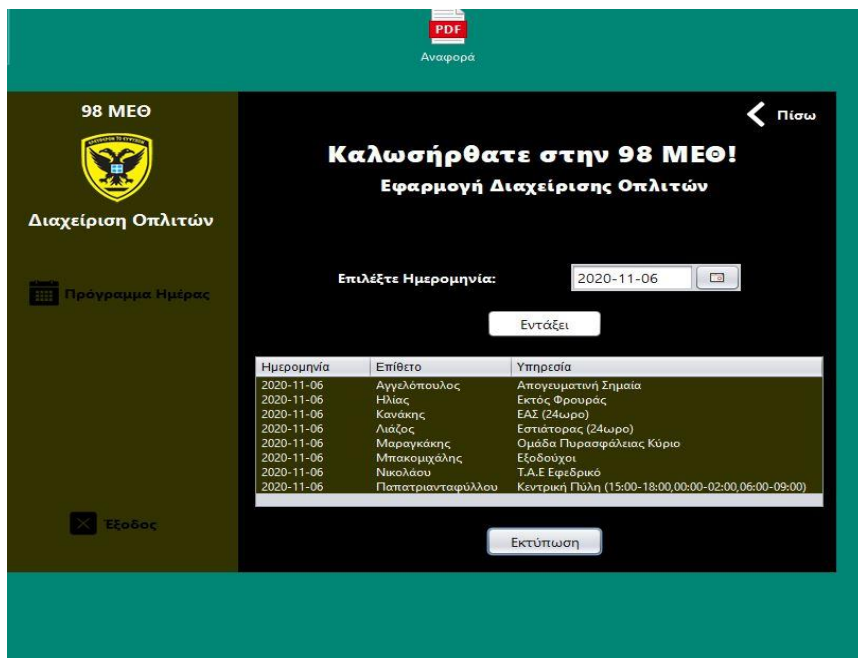 PDF
Αναφορά
98 ΜΕΘ
Πίσω
Καλωσήρθατε στην 98 ΜΕΘ!
Εφαρμογή Διαχείρισης Οπλιτών
Διαχείριση Οπλιτών
Επιλέξτε Ημερομηνία: 2020-11-06
Πρόγραμμα Ημέρας
Εντάξει
Ημερομηνία Επίθετο Υπηρεσία
2020-11-06 Αγγελόπουλος Απογευματινή Σημαία
2020-11-06 Ηλίας Εκτός Φρουράς
2020-11-06 Κανάκης ΕΑΣ (24ωρο)
2020-11-06 Λιάζος Εστιάτορας (24ωρο)
2020-11-06 Μαραγκάκης Ομάδα Πυρασφάλειας Κύριο
2020-11-06 Μπακομιχάλης Εξοδούχοι
2020-11-06 Νικολάου Τ.Α.Ε Εφεδρικό
2020-11-06 Παπατριανταφύλλου Κεντρική Πύλη (15:00-18:00,00:00-02:00,06:00-09:00)
Έξοδος
Εκτύπωση